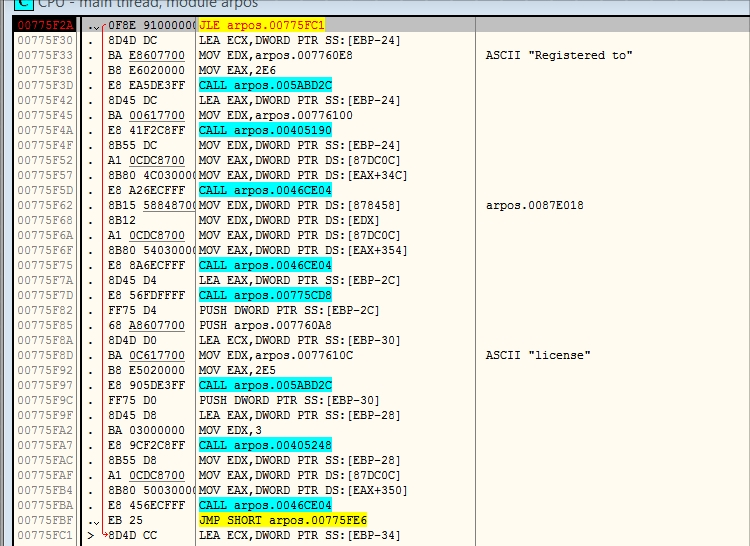 C CPU - main thread, module arpos
00775F2A . 0F8E 91000000 JLE arpos.00775FC1
00775F30 . 8D4D DC LEA ECX,DWORD PTR SS:[EBP-24]
00775F33 . BA E8607700 MOV EDX,arpos.007760E8 ASCII "Registered to"
00775F38 . B8 E6020000 MOV EAX,2E6
00775F3D . E8 EA5DE3FF CALL arpos.005ABD2C
00775F42 . 8D45 DC LEA EAX,DWORD PTR SS:[EBP-24]
00775F45 . BA 00617700 MOV EDX,arpos.00776100
00775F4A . E8 41F2C8FF CALL arpos.00405190
00775F4F . 8B55 DC MOV EDX,DWORD PTR SS:[EBP-24]
00775F52 . A1 0CDC8700 MOV EAX,DWORD PTR DS:[87DC0C]
00775F57 . 8B80 4C030000 MOV EAX,DWORD PTR DS:[EAX+34C]
00775F5D . E8 A26ECFFF CALL arpos.0046CE04
00775F62 . 8B15 58848700 MOV EDX,DWORD PTR DS:[878458] arpos.0087E018
00775F68 . 8B12 MOV EDX,DWORD PTR DS:[EDX]
00775F6A . A1 0CDC8700 MOV EAX,DWORD PTR DS:[87DC0C]
00775F6F . 8B80 54030000 MOV EAX,DWORD PTR DS:[EAX+354]
00775F75 . E8 8A6ECFFF CALL arpos.0046CE04
00775F7A . 8D45 D4 LEA EAX,DWORD PTR SS:[EBP-2C]
00775F7D . E8 56FDFFFF CALL arpos.00775CD8
00775F82 . FF75 D4 PUSH DWORD PTR SS:[EBP-2C]
00775F85 . 68 A8607700 PUSH arpos.007760A8
00775F8A . 8D4D D0 LEA ECX,DWORD PTR SS:[EBP-30]
00775F8D . BA 0C617700 MOV EDX,arpos.0077610C ASCII "license"
00775F92 . B8 E5020000 MOV EAX,2E5
00775F97 . E8 905DE3FF CALL arpos.005ABD2C
00775F9C . FF75 D0 PUSH DWORD PTR SS:[EBP-30]
00775F9F . 8D45 D8 LEA EAX,DWORD PTR SS:[EBP-28]
00775FA2 . BA 03000000 MOV EDX,3
00775FA7 . E8 9CF2C8FF CALL arpos.00405248
00775FAC . 8B55 D8 MOV EDX,DWORD PTR SS:[EBP-28]
00775FAF . A1 0CDC8700 MOV EAX,DWORD PTR DS:[87DC0C]
00775FB4 . 8B80 50030000 MOV EAX,DWORD PTR DS:[EAX+350]
00775FBA . E8 456ECFFF CALL arpos.0046CE04
00775FBF . EB 25 JMP SHORT arpos.00775FE6
00775FC1 > 8D4D CC LEA ECX,DWORD PTR SS:[EBP-34]